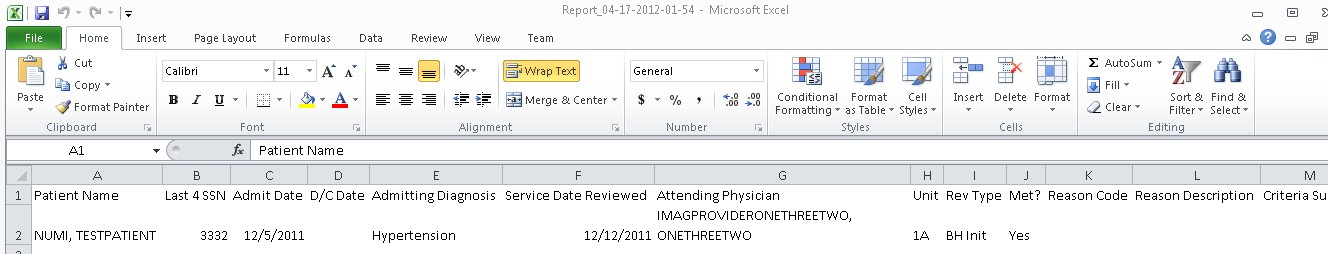 Report_04-17-2012-01-54 - Microsoft Excel
File Home Insert Page Layout Formulas Data Review View Team
Cut
Copy
Format Painter
Paste
Clipboard
Calibri 11 A A
B I U A
Font
Wrap Text
Merge & Center
Alignment
General
$ % , .00 .0
Number
Conditional Formatting
Format as Table
Cell Styles
Styles
Insert Delete Format
Cells
Σ AutoSum
Fill
Clear
Sort & Filter
Find & Select
Editing
A1 fx Patient Name
A B C D E F G H I J K L M
1 Patient Name Last 4 SSN Admit Date D/C Date Admitting Diagnosis Service Date Reviewed Attending Physician Unit Rev Type Met? Reason Code Reason Description Criteria Su
2 NUMI, TESTPATIENT 3332 12/5/2011 Hypertension 12/12/2011 IMAGPROVIDERONETHREETWO, ONETHREETWO 1A BH Init Yes